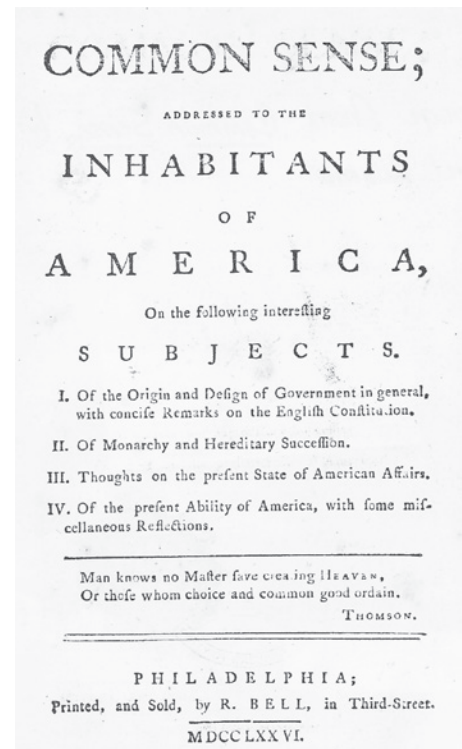 COMMON SENSE;
ADDRESSED TO THE
INHABITANTS
OF
AMERICA,
On the following intereſting
SUBJECTS.
I. Of the Origin and Deſign of Government in general,
with conciſe Remarks on the Engliſh Conſtitution.
II. Of Monarchy and Hereditary Succeſſion.
III. Thoughts on the preſent State of American Affairs.
IV. Of the preſent Ability of America, with ſome miſ-
cellaneous Reflections.
Man knows no Maſter ſave creating HEAVEN,
Or thoſe whom choice and common good ordain.
THOMSON.
PHILADELPHIA;
Printed, and Sold, by R. BELL, in Third-Street.
MDCCLXXVI.